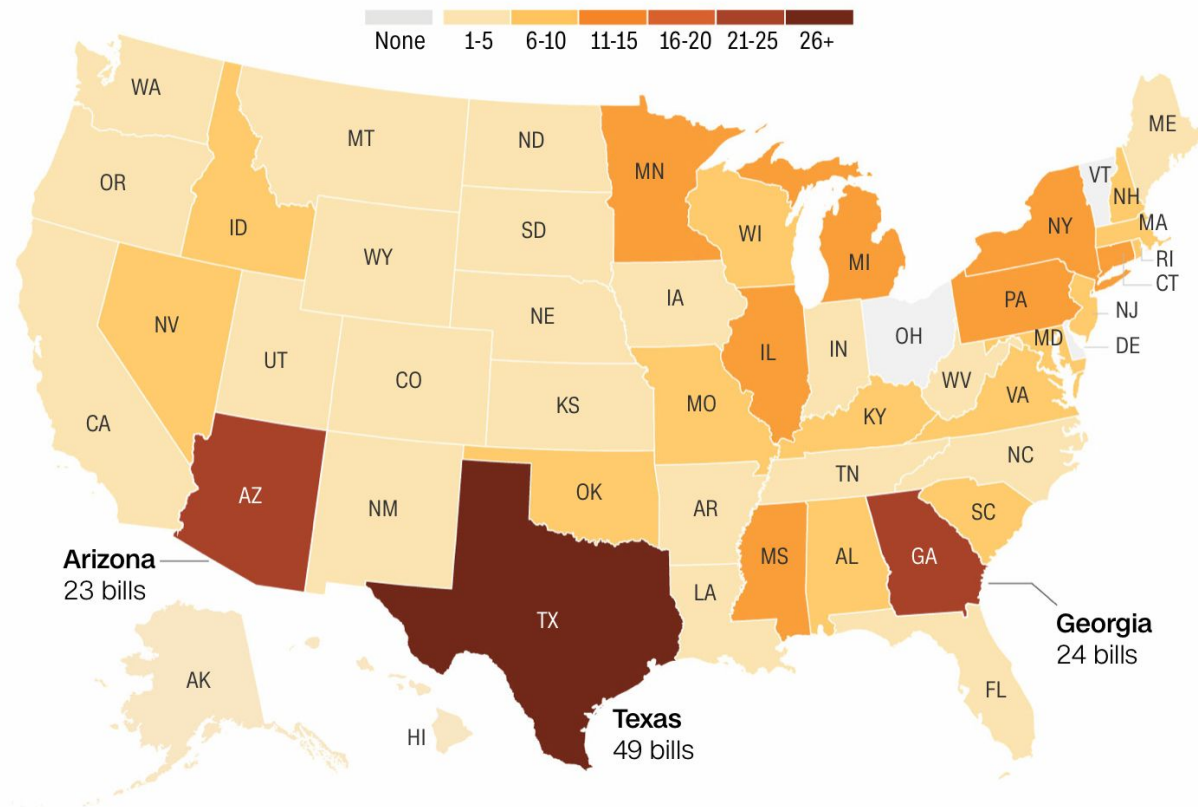 None 1-5 6-10 11-15 16-20 21-25 26+
WA
MT
ND
MN
ME
OR
ID
WY
SD
WI
MI
NY
VT
NH
MA
RI
CT
NJ
DE
NV
UT
CO
NE
IA
IL
IN
OH
PA
MD
WV
VA
CA
KS
MO
KY
AZ
NM
OK
AR
TN
NC
SC
MS
AL
GA
TX
LA
FL
AK
HI
Arizona
23 bills
Georgia
24 bills
Texas
49 bills